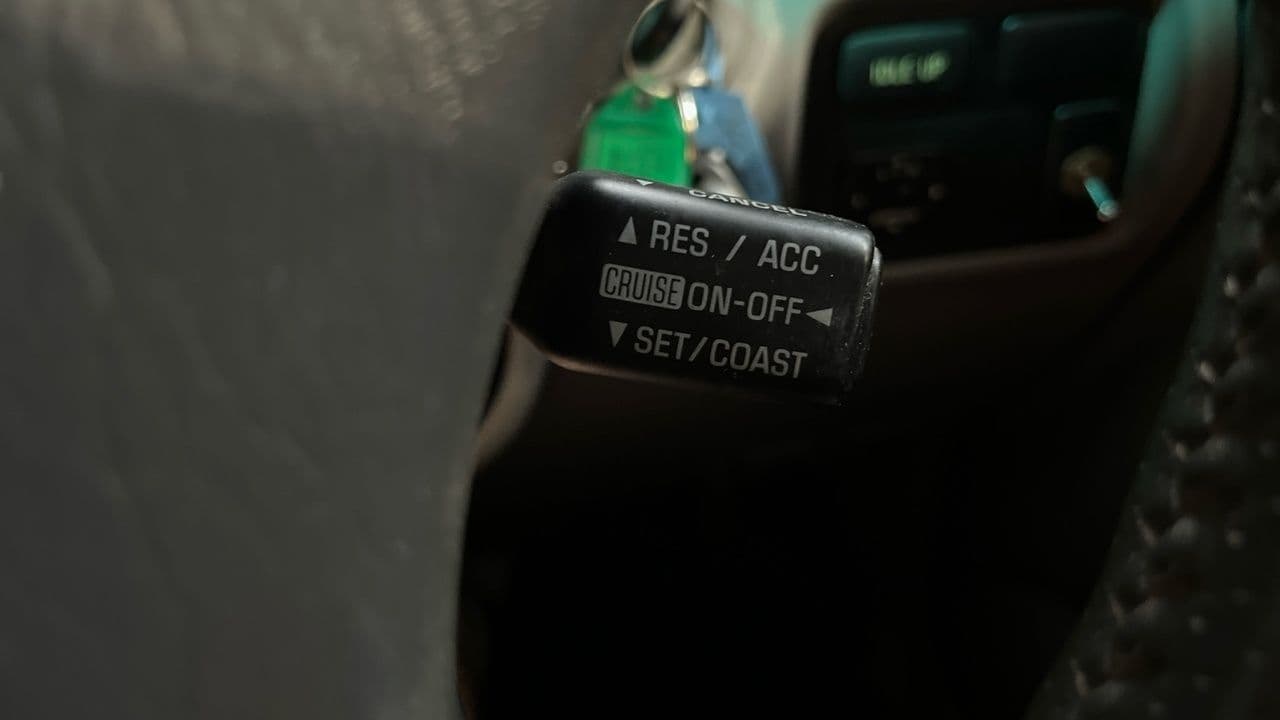 IDLE UP
CANCEL
▲ RES / ACC
CRUISE ON-OFF ◀
▼ SET/COAST